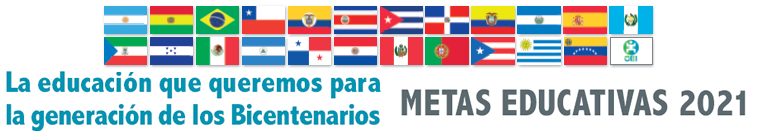 OEI
La educación que queremos para
la generación de los Bicentenarios
METAS EDUCATIVAS 2021